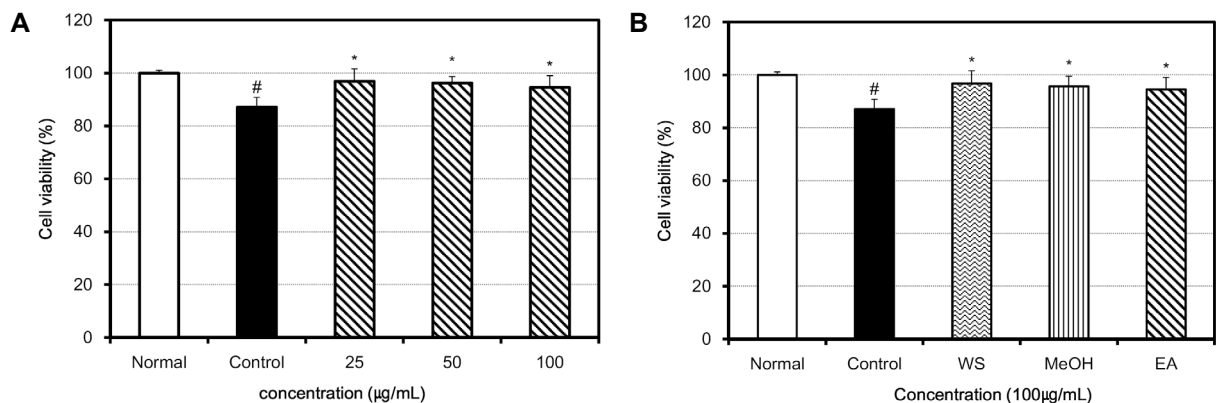 A
Cell viability (%)
120
100
80
60
40
20
0
#
*
*
*
Normal Control 25 50 100
concentration (μg/mL)
B
Cell viability (%)
120
100
80
60
40
20
0
#
*
*
*
Normal Control WS MeOH EA
Concentration (100μg/mL)